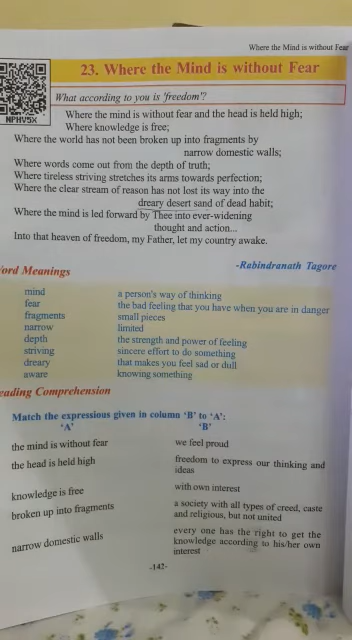 Where the Mind is without Fear
23. Where the Mind is without Fear
NPHV5X
What according to you is 'freedom'?
Where the mind is without fear and the head is held high;
Where knowledge is free;
Where the world has not been broken up into fragments by
narrow domestic walls;
Where words come out from the depth of truth;
Where tireless striving stretches its arms towards perfection;
Where the clear stream of reason has not lost its way into the
dreary desert sand of dead habit;
Where the mind is led forward by Thee into ever-widening
thought and action...
Into that heaven of freedom, my Father, let my country awake.
-Rabindranath Tagore
ord Meanings
mind a person's way of thinking
fear the bad feeling that you have when you are in danger
fragments small pieces
narrow limited
depth the strength and power of feeling
striving sincere effort to do something
dreary that makes you feel sad or dull
aware knowing something
eading Comprehension
Match the expressious given in column 'B' to 'A':
'A' 'B'
the mind is without fear we feel proud
the head is held high freedom to express our thinking and
ideas
knowledge is free with own interest
broken up into fragments a society with all types of creed, caste
and religious, but not united
narrow domestic walls every one has the right to get the
knowledge according to his/her own
interest
-142-